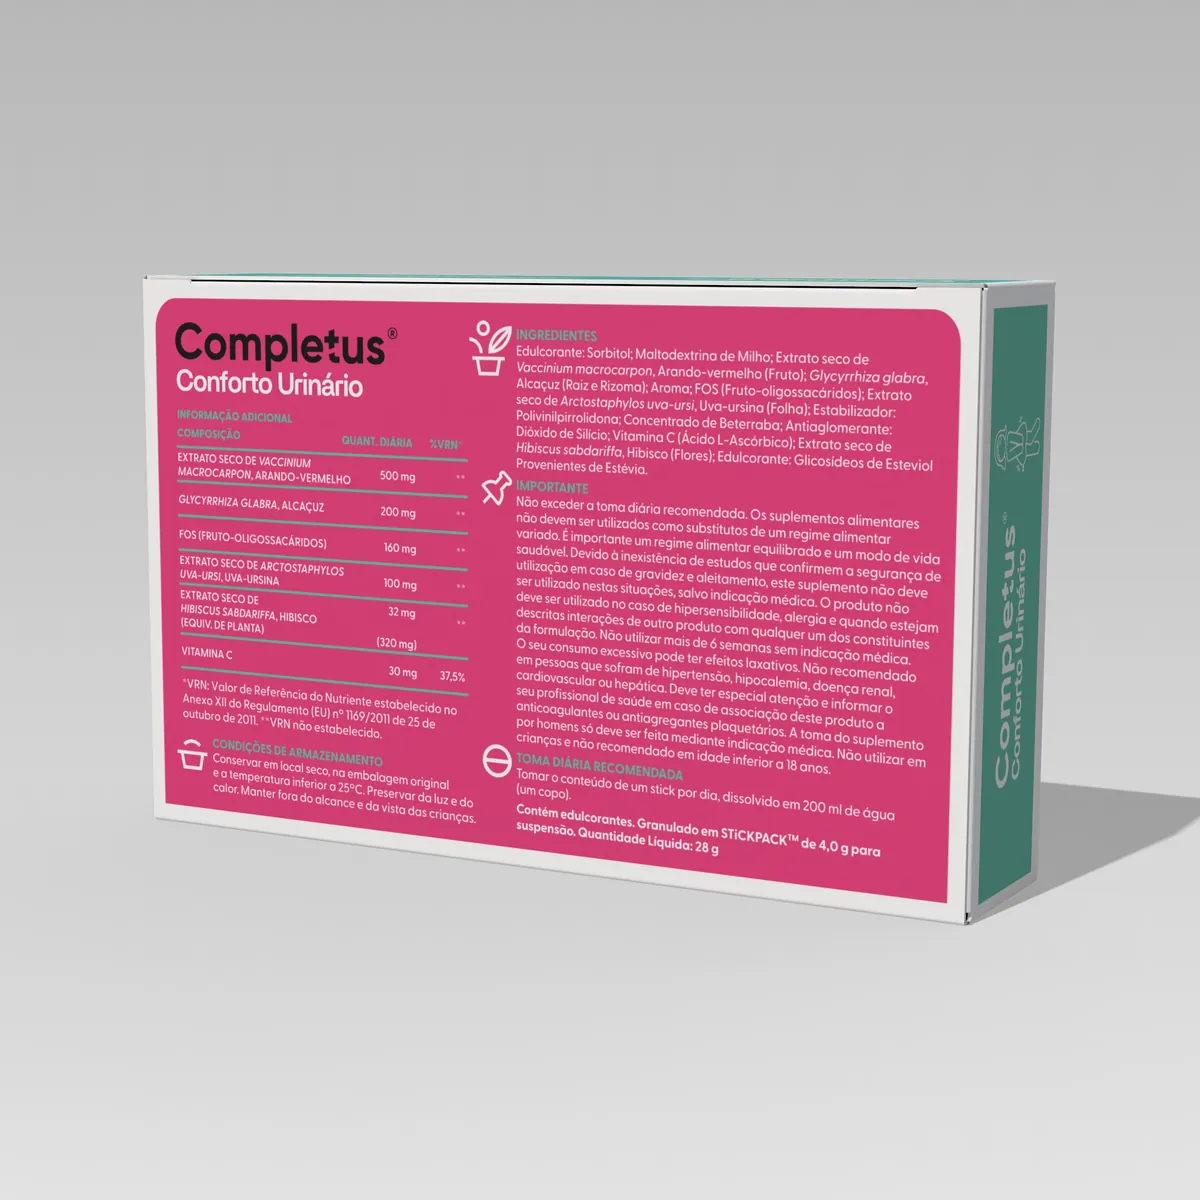 Completus®
Conforto Urinário
INFORMAÇÃO ADICIONAL
COMPOSIÇÃO QUANT. DIÁRIA %VRN*
EXTRATO SECO DE VACCINIUM
MACROCARPON, ARANDO-VERMELHO 500 mg **
GLYCYRRHIZA GLABRA, ALCAÇUZ 200 mg **
FOS (FRUTO-OLIGOSSACÁRIDOS) 160 mg **
EXTRATO SECO DE ARCTOSTAPHYLOS
UVA-URSI, UVA-URSINA 100 mg **
EXTRATO SECO DE 32 mg
HIBISCUS SABDARIFFA, HIBISCO **
(EQUIV. DE PLANTA) (320 mg)
VITAMINA C 30 mg 37,5%
*VRN: Valor de Referência do Nutriente estabelecido no
Anexo XII do Regulamento (EU) nº 1169/2011 de 25 de
outubro de 2011. **VRN não estabelecido.
CONDIÇÕES DE ARMAZENAMENTO
Conservar em local seco, na embalagem original
e a temperatura inferior a 25ºC. Preservar da luz e do
calor. Manter fora do alcance e da vista das crianças.
INGREDIENTES
Edulcorante: Sorbitol; Maltodextrina de Milho; Extrato seco de
Vaccinium macrocarpon, Arando-vermelho (Fruto); Glycyrrhiza glabra,
Alcaçuz (Raiz e Rizoma); Aroma; FOS (Fruto-oligossacáridos); Extrato
seco de Arctostaphylos uva-ursi, Uva-ursina (Folha); Estabilizador:
Polivinilpirrolidona; Concentrado de Beterraba; Antiaglomerante:
Dióxido de Silício; Vitamina C (Ácido L-Ascórbico); Extrato seco de
Hibiscus sabdariffa, Hibisco (Flores); Edulcorante: Glicosídeos de Esteviol
Provenientes de Estévia.
IMPORTANTE
Não exceder a toma diária recomendada. Os suplementos alimentares
não devem ser utilizados como substitutos de um regime alimentar
variado. É importante um regime alimentar equilibrado e um modo de vida
saudável. Devido à inexistência de estudos que confirmem a segurança de
utilização em caso de gravidez e aleitamento, este suplemento não deve
ser utilizado nestas situações, salvo indicação médica. O produto não
deve ser utilizado no caso de hipersensibilidade, alergia e quando estejam
descritas interações de outro produto com qualquer um dos constituintes
da formulação. Não utilizar mais de 6 semanas sem indicação médica.
O seu consumo excessivo pode ter efeitos laxativos. Não recomendado
em pessoas que sofram de hipertensão, hipocalemia, doença renal,
cardiovascular ou hepática. Deve ter especial atenção e informar o
seu profissional de saúde em caso de associação deste produto a
anticoagulantes ou antiagregantes plaquetários. A toma do suplemento
por homens só deve ser feita mediante indicação médica. Não utilizar em
crianças e não recomendado em idade inferior a 18 anos.
TOMA DIÁRIA RECOMENDADA
Tomar o conteúdo de um stick por dia, dissolvido em 200 ml de água
(um copo).
Contém edulcorantes. Granulado em STiCKPACK™ de 4,0 g para
suspensão. Quantidade Líquida: 28 g
Completus®
Conforto Urinário